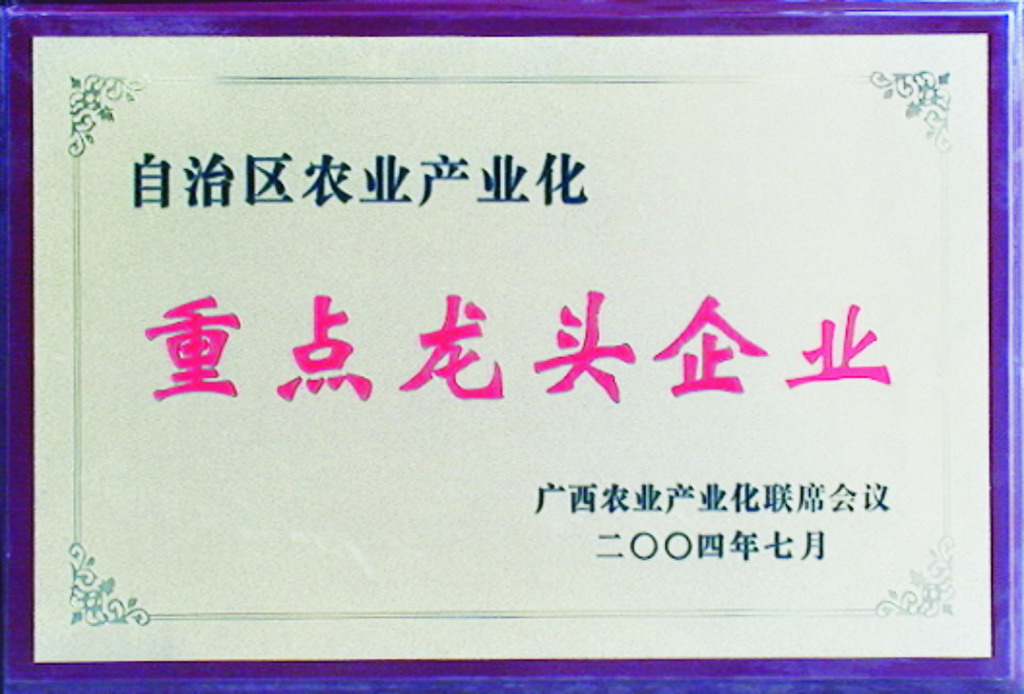 自治区农业产业化
重点龙头企业
广西农业产业化联席会议
二〇〇四年七月